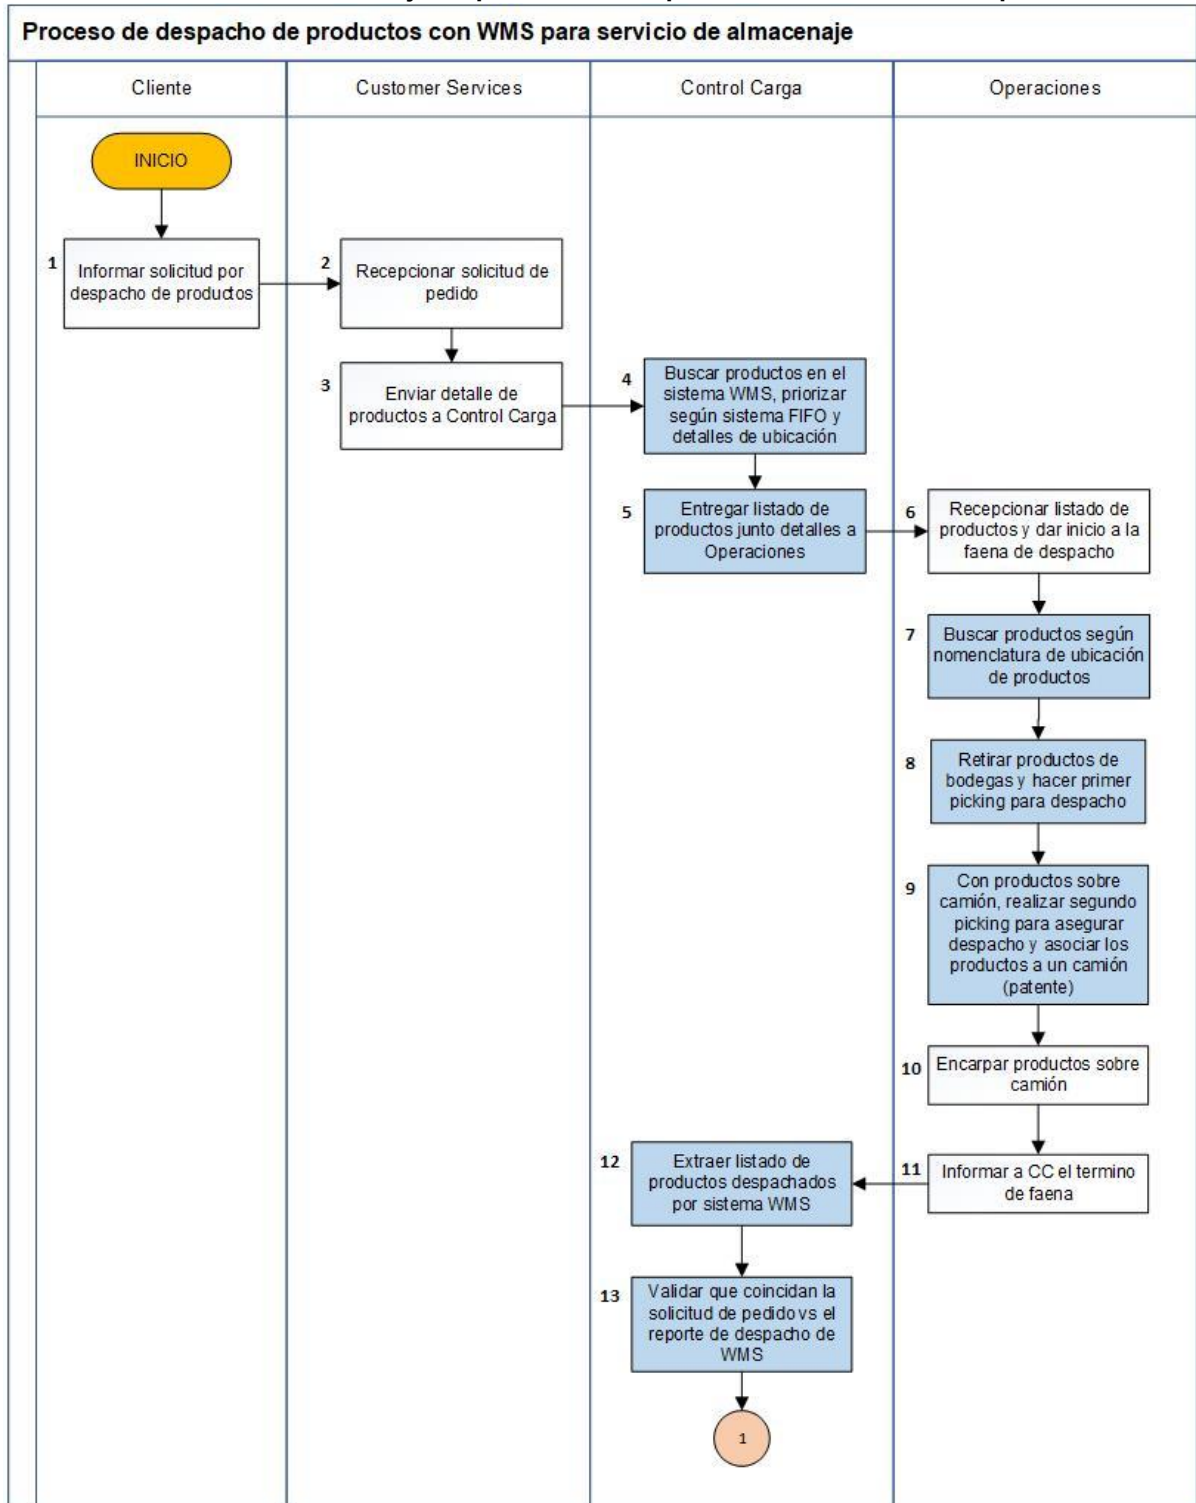 Proceso de despacho de productos con WMS para servicio de almacenaje
Cliente
Customer Services
Control Carga
Operaciones
INICIO
1
Informar solicitud por
despacho de productos
2
Recepcionar solicitud de
pedido
3
Enviar detalle de
productos a Control Carga
4
Buscar productos en el
sistema WMS, priorizar
según sistema FIFO y
detalles de ubicación
5
Entregar listado de
productos junto detalles a
Operaciones
6
Recepcionar listado de
productos y dar inicio a la
faena de despacho
7
Buscar productos según
nomenclatura de ubicación
de productos
8
Retirar productos de
bodegas y hacer primer
picking para despacho
9
Con productos sobre
camión, realizar segundo
picking para asegurar
despacho y asociar los
productos a un camión
(patente)
10
Encarpar productos sobre
camión
11
Informar a CC el termino
de faena
12
Extraer listado de
productos despachados
por sistema WMS
13
Validar que coincidan la
solicitud de pedido vs el
reporte de despacho de
WMS
1